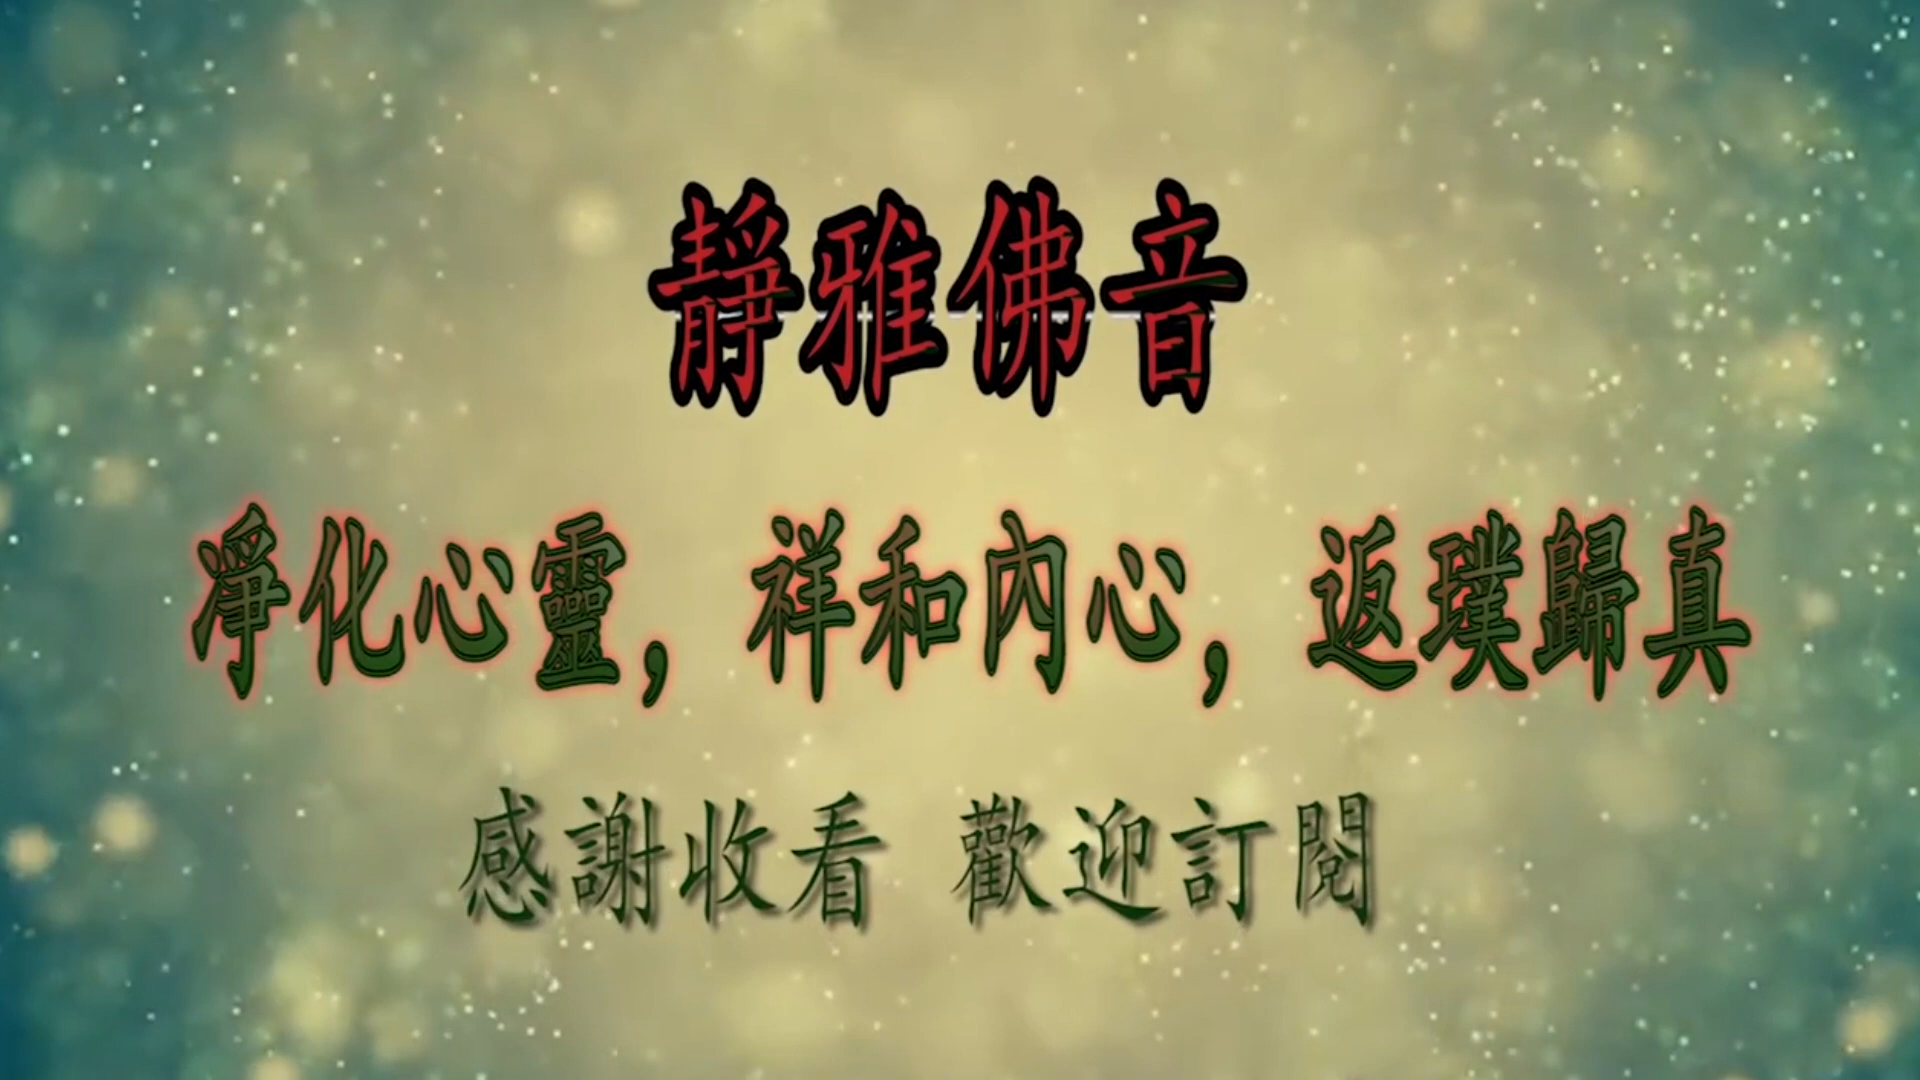 靜雅佛音
凈化心靈，祥和內心，返璞歸真
感謝收看 歡迎訂閱